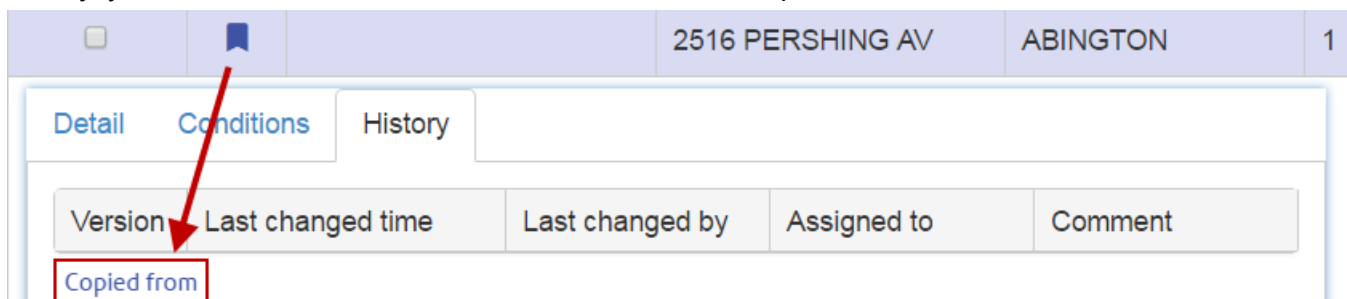 2516 PERSHING AV ABINGTON 1
Detail Conditions History
Version Last changed time Last changed by Assigned to Comment
Copied from